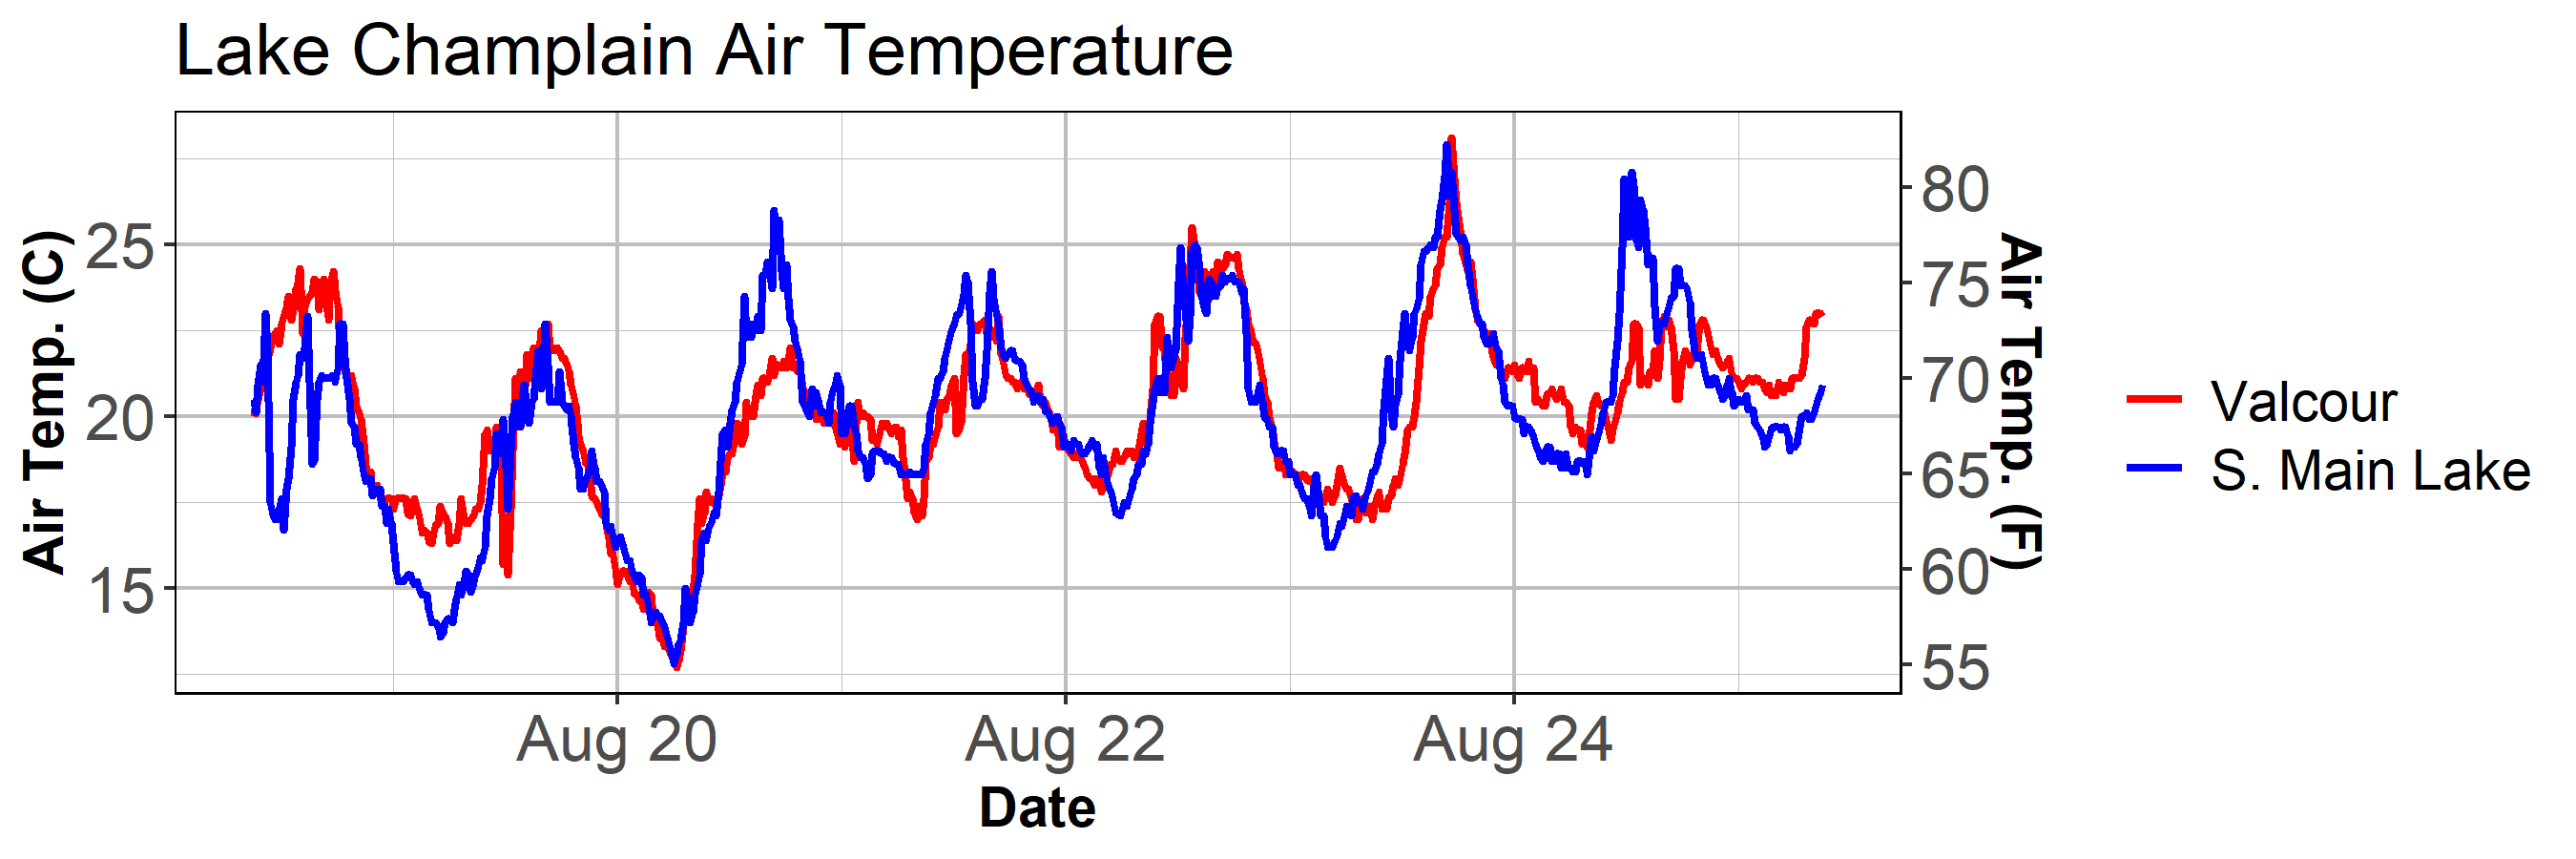 Lake Champlain Air Temperature
Air Temp. (C)
25
20
15
80
75
70
65
60
55
Air Temp. (F)
Valcour
S. Main Lake
Aug 20
Aug 22
Aug 24
Date